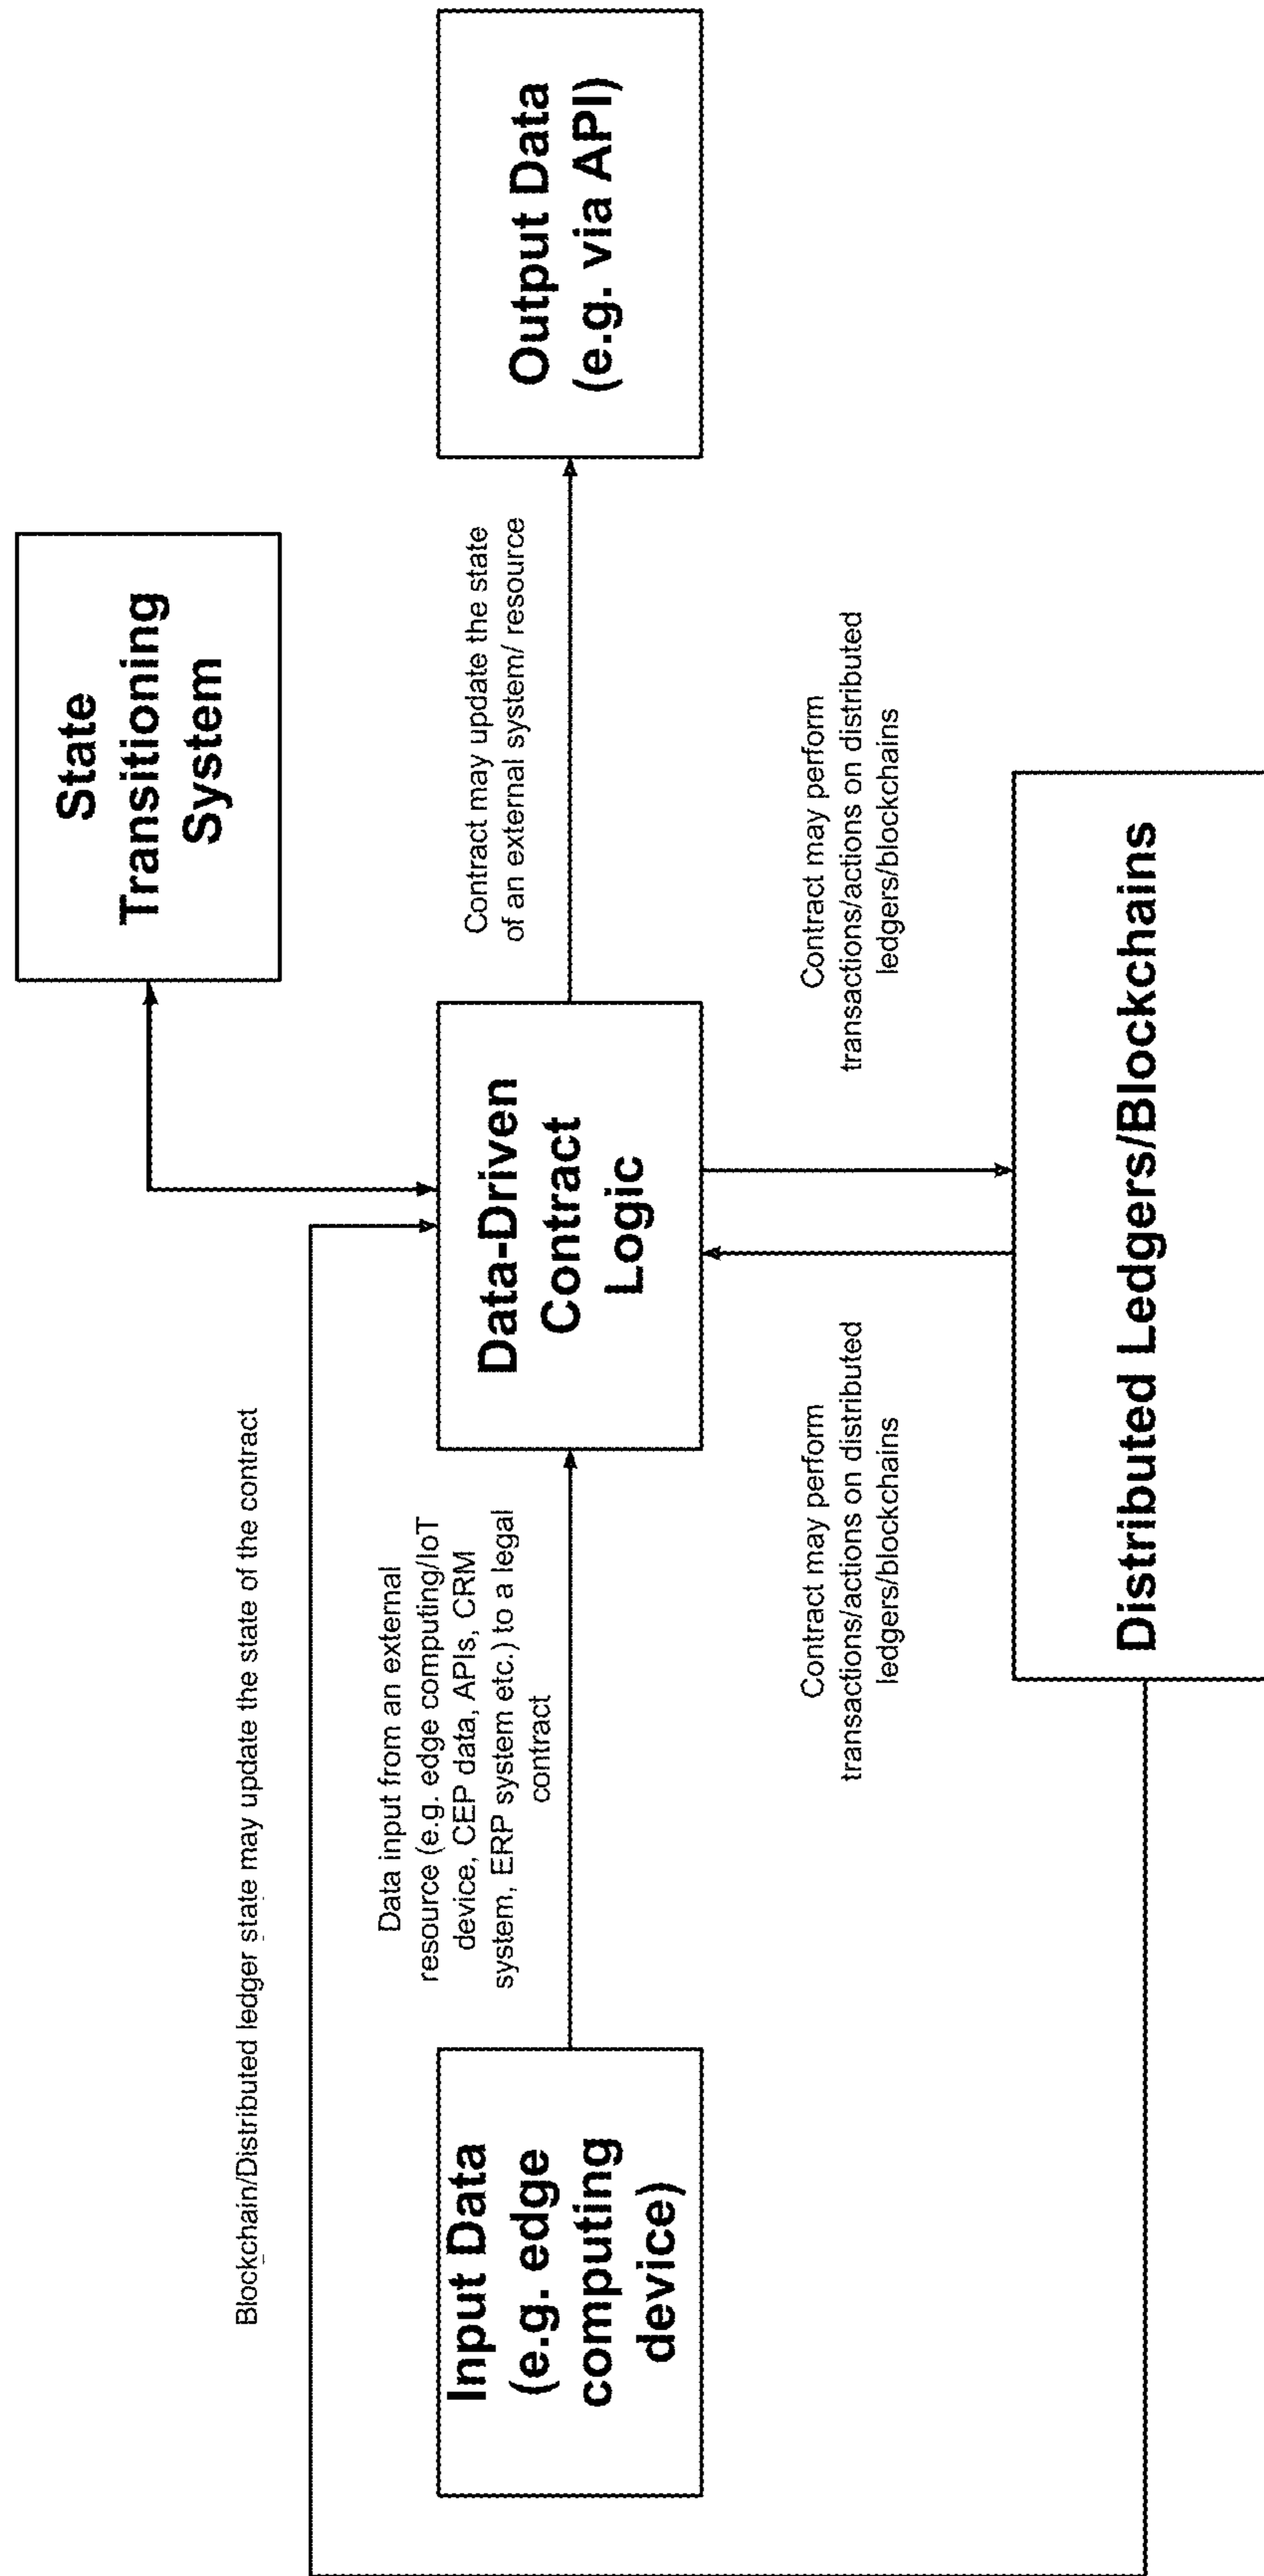 State
Transitioning
System
Blockchain/Distributed ledger state may update the state of the contract
Data input from an external
resource (e.g. edge computing/IoT
device, CEP data, APIs, CRM
system, ERP system etc.) to a legal
contract
Contract may update the state
of an external system/ resource
Input Data
(e.g. edge
computing
device)
Data-Driven
Contract
Logic
Output Data
(e.g. via API)
Contract may perform
transactions/actions on distributed
ledgers/blockchains
Contract may perform
transactions/actions on distributed
ledgers/blockchains
Distributed Ledgers/Blockchains